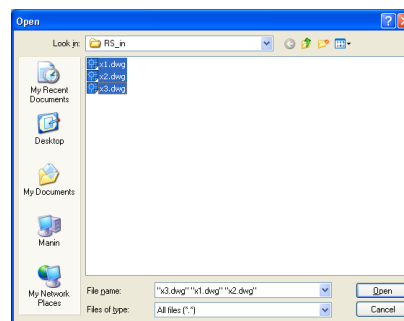 Open
Look in:
RS_in
x1.dwg
x2.dwg
x3.dwg
My Recent
Documents
Desktop
My Documents
Manin
My Network
Places
File name:
"x3.dwg" "x1.dwg" "x2.dwg"
Open
Files of type:
All files (*.*)
Cancel